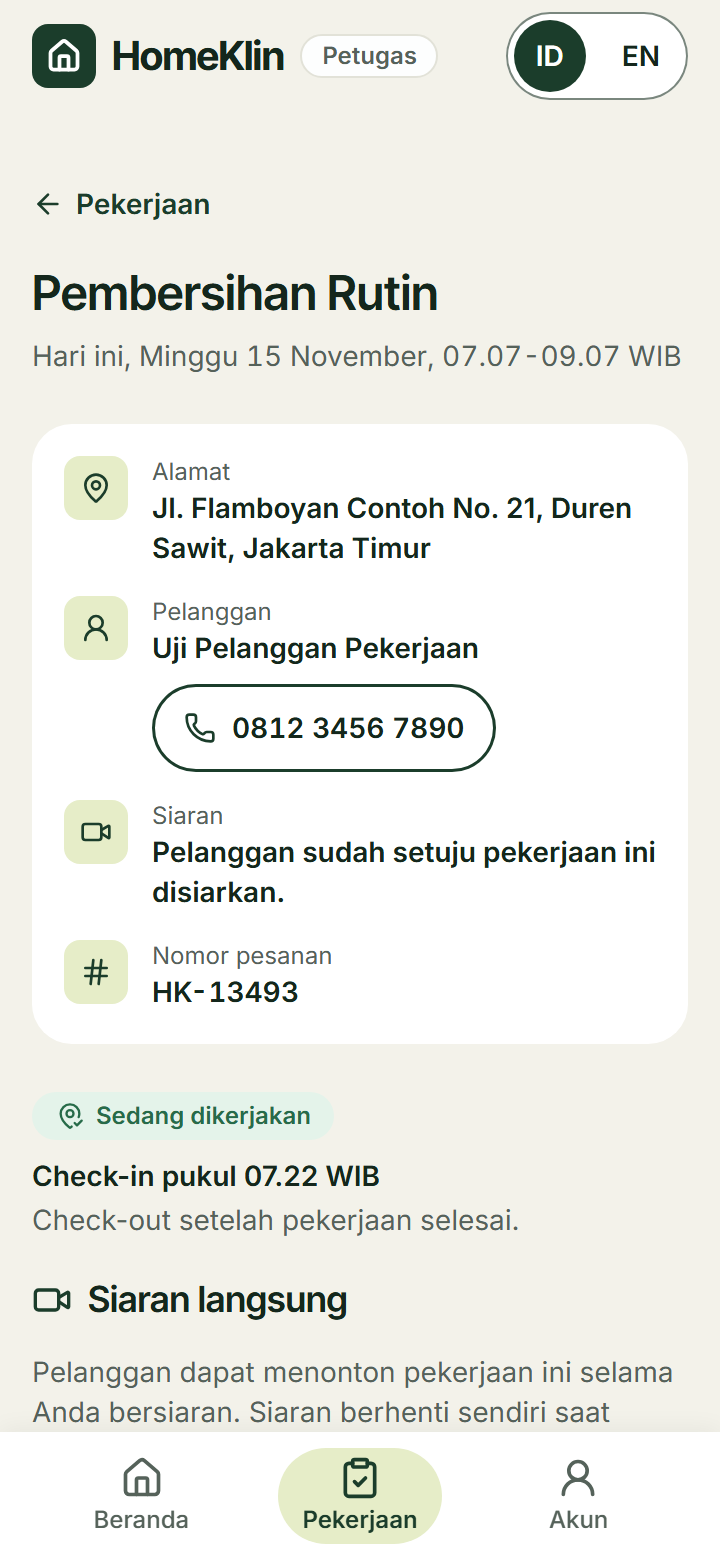 HomeKlin
Petugas
ID
EN
Pekerjaan
Pembersihan Rutin
Hari ini, Minggu 15 November, 07.07-09.07 WIB
Alamat
Jl. Flamboyan Contoh No. 21, Duren
Sawit, Jakarta Timur
Pelanggan
Uji Pelanggan Pekerjaan
0812 3456 7890
Siaran
Pelanggan sudah setuju pekerjaan ini
disiarkan.
Nomor pesanan
HK-13493
Sedang dikerjakan
Check-in pukul 07.22 WIB
Check-out setelah pekerjaan selesai.
Siaran langsung
Pelanggan dapat menonton pekerjaan ini selama
Anda bersiaran. Siaran berhenti sendiri saat
Beranda
Pekerjaan
Akun